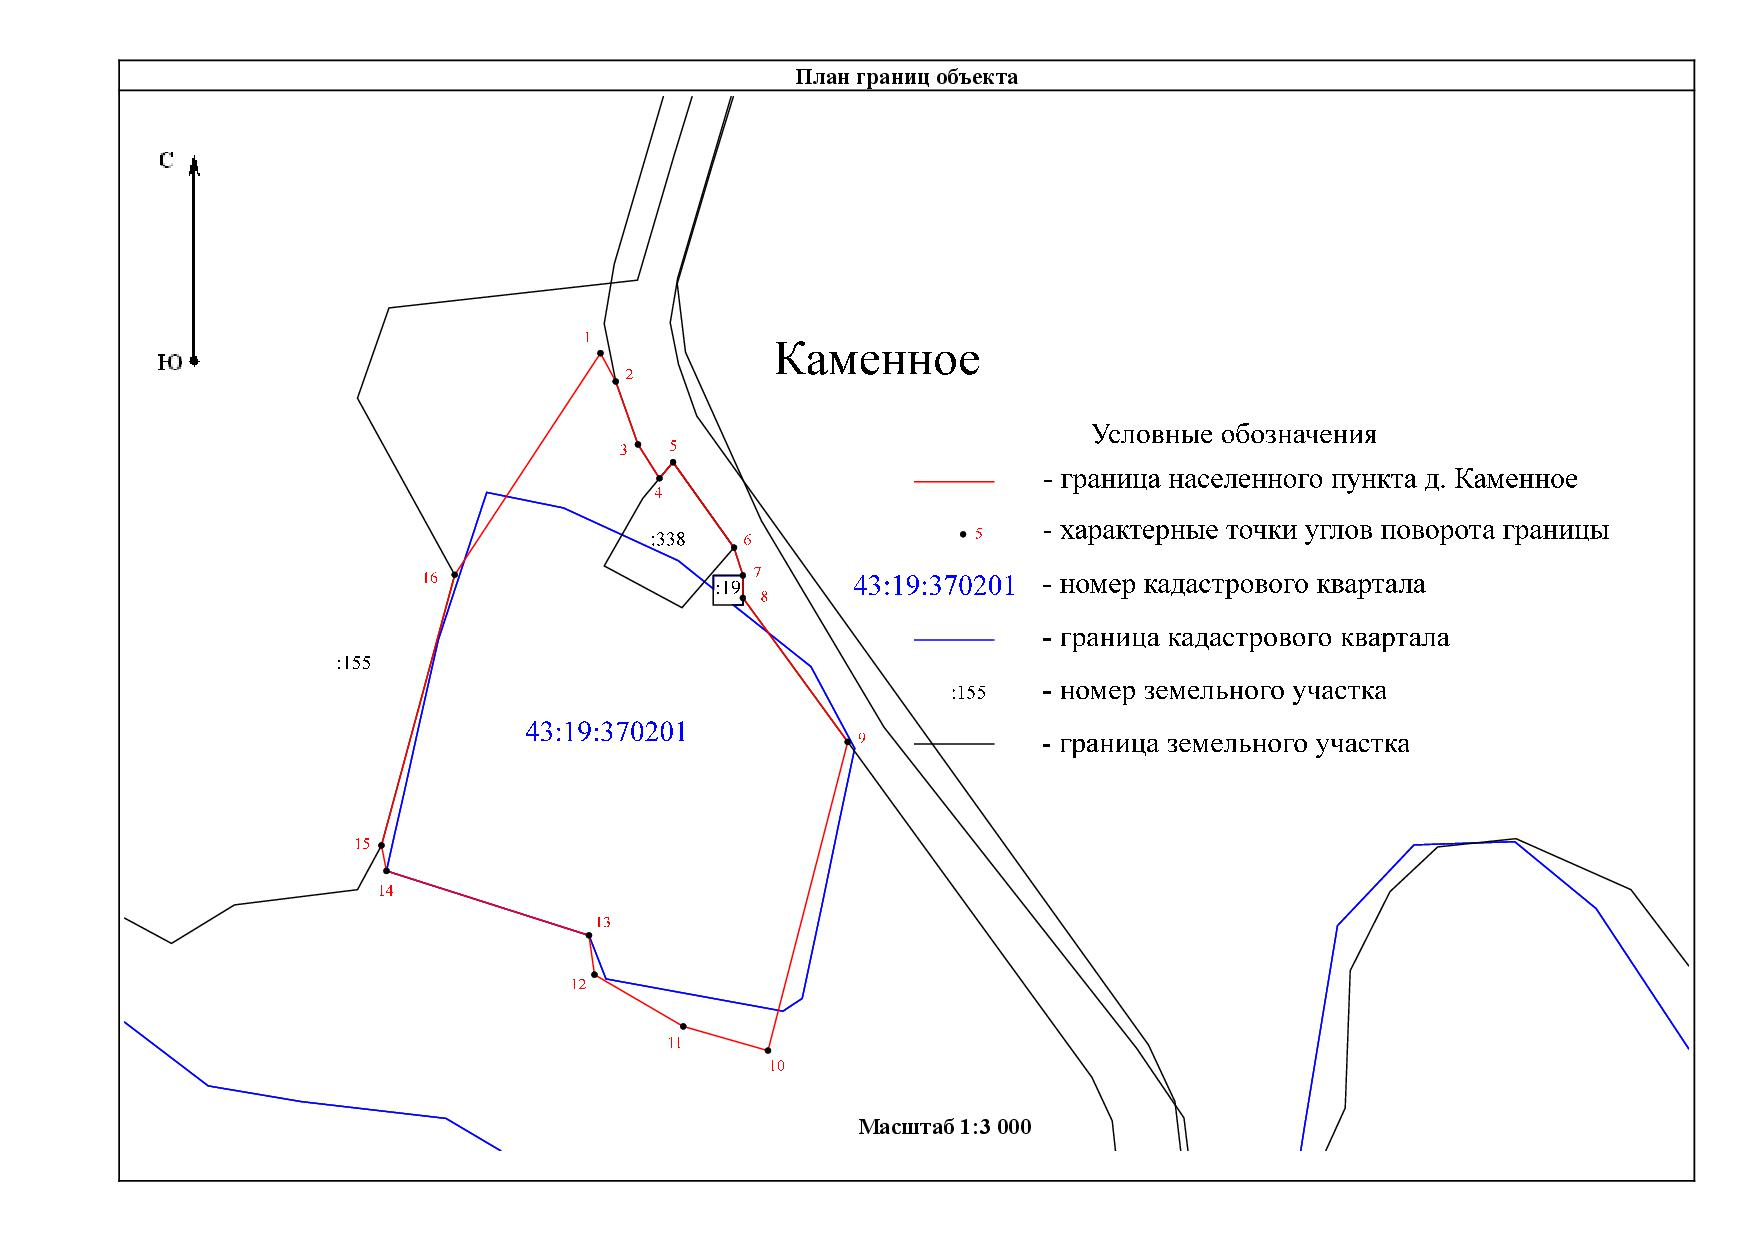 План границ объекта
С
Ю
Каменное
1
2
3
4
5
6
7
8
9
10
11
12
13
14
15
16
:338
:19
:155
43:19:370201
Условные обозначения
- граница населенного пункта д. Каменное
5 - характерные точки углов поворота границы
43:19:370201 - номер кадастрового квартала
- граница кадастрового квартала
:155 - номер земельного участка
- граница земельного участка
Масштаб 1:3 000